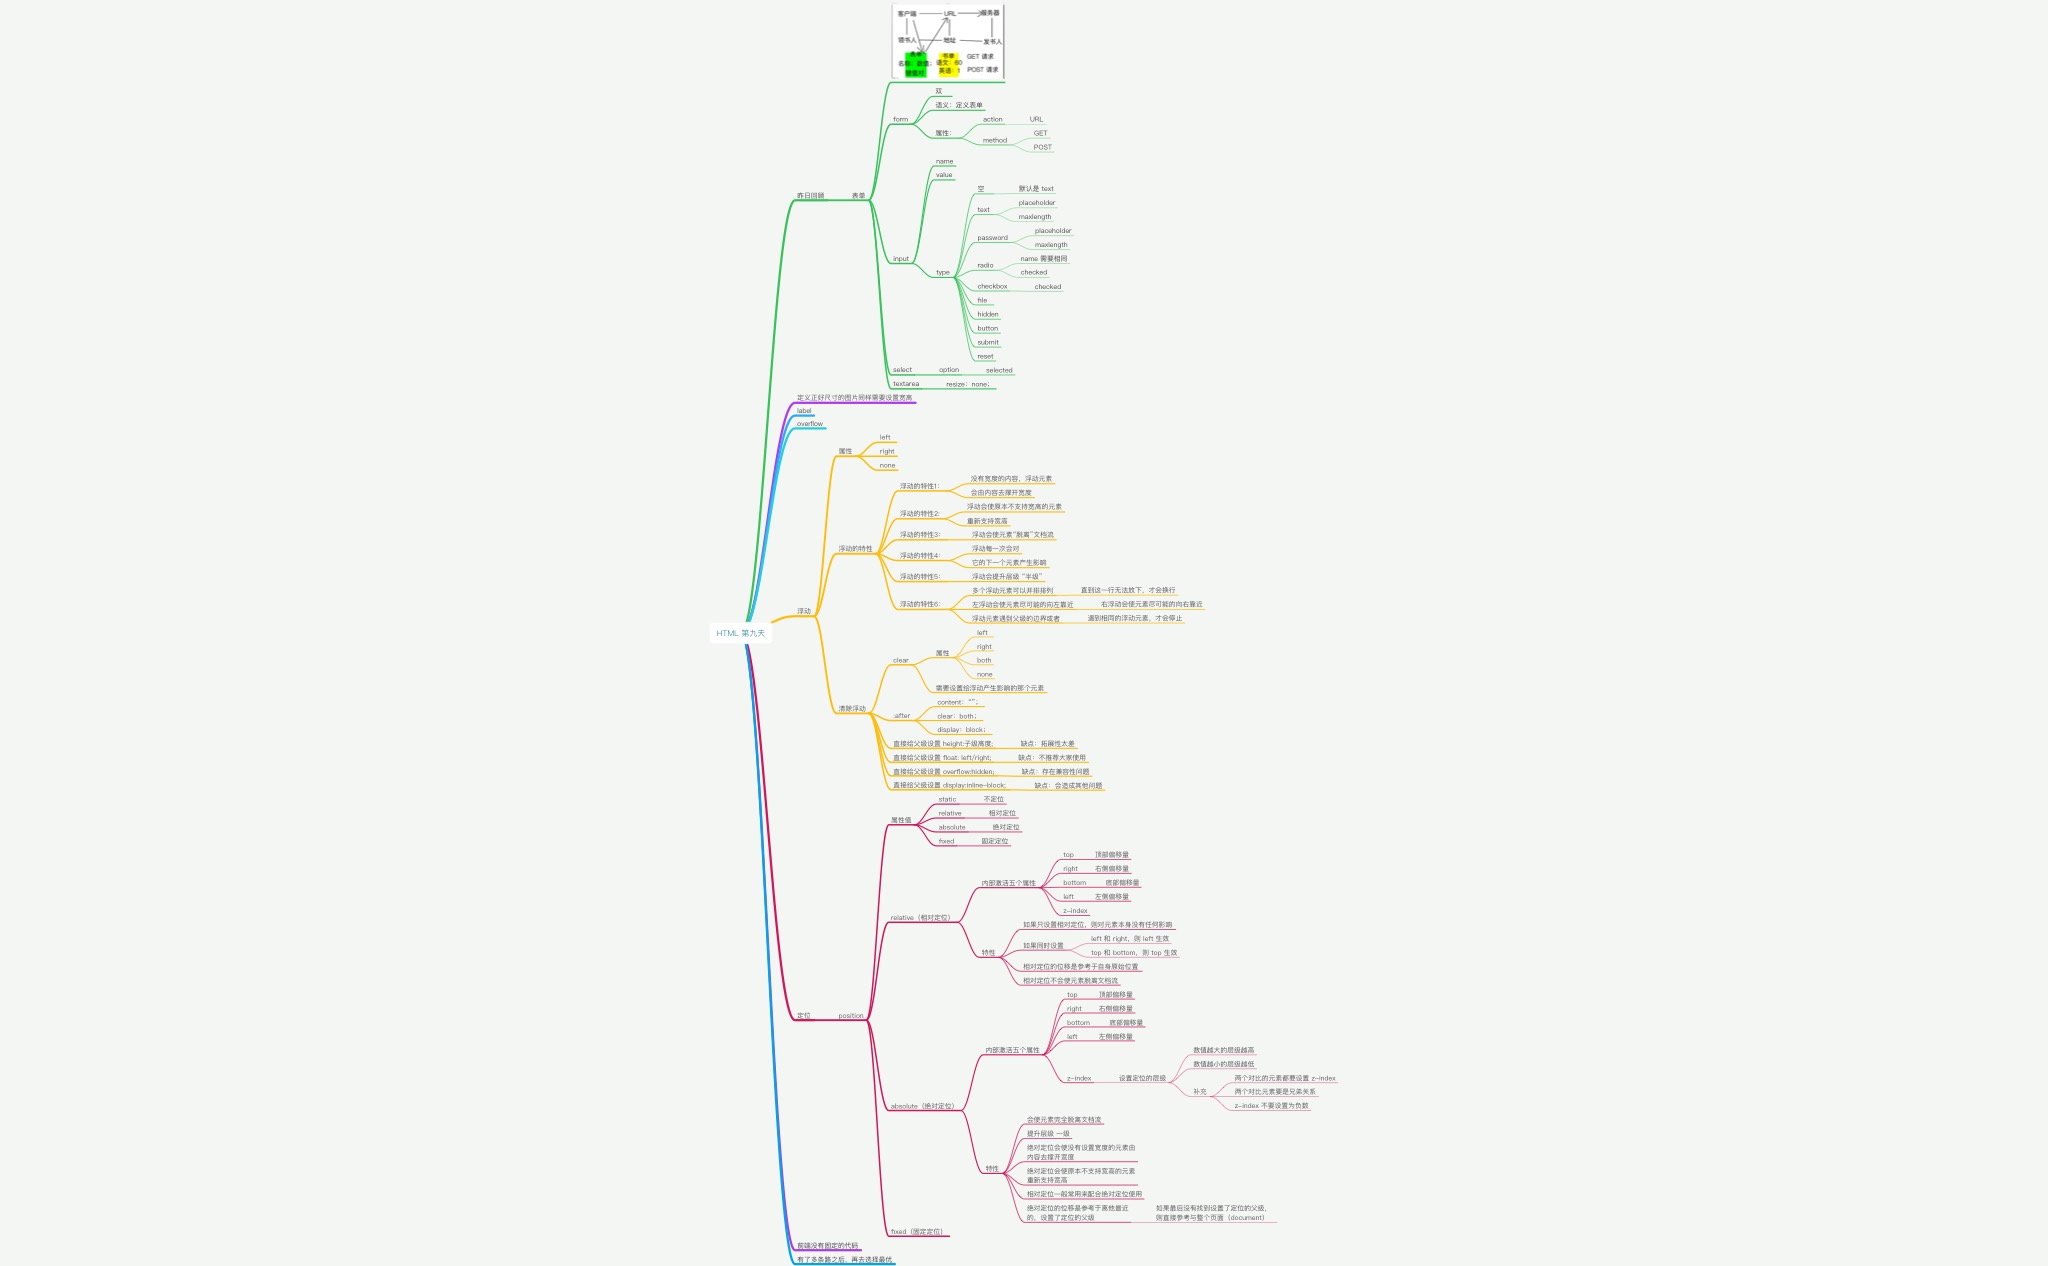 客户端 URL 服务器
领书人 地址 发书人
表单
名称：数值；
键值对
书单
语文：60
英语：1
GET 请求
POST 请求
HTML 第九天
昨日回顾
表单
form
双
语义：定义表单
属性：
action
URL
method
GET
POST
input
name
value
type
空
默认是 text
text
placeholder
maxlength
password
placeholder
maxlength
radio
name 需要相同
checked
checkbox
checked
file
hidden
button
submit
reset
select
option
selected
textarea
resize：none；
定义正好尺寸的图片同样需要设置宽高
label
overflow
浮动
属性
left
right
none
浮动的特性
浮动的特性1：
没有宽度的内容，浮动元素
会由内容去撑开宽度
浮动的特性2：
浮动会使原本不支持宽高的元素
重新支持宽高
浮动的特性3：
浮动会使元素“脱离”文档流
浮动的特性4：
浮动每一次会对
它的下一个元素产生影响
浮动的特性5：
浮动会提升层级 “半级”
浮动的特性6：
多个浮动元素可以并排排列
直到这一行无法放下，才会换行
左浮动会使元素尽可能的向左靠近
右浮动会使元素尽可能的向右靠近
浮动元素遇到父级的边界或者
遇到相同的浮动元素，才会停止
清除浮动
clear
属性
left
right
both
none
需要设置给浮动产生影响的那个元素
:after
content：“”；
clear：both；
display：block；
直接给父级设置 height:子级高度;
缺点：拓展性太差
直接给父级设置 float: left/right;
缺点：不推荐大家使用
直接给父级设置 overflow:hidden;
缺点：存在兼容性问题
直接给父级设置 display:inline-block;
缺点：会造成其他问题
定位
position
属性值
static
不定位
relative
相对定位
absolute
绝对定位
fixed
固定定位
relative（相对定位）
内部激活五个属性
top
顶部偏移量
right
右侧偏移量
bottom
底部偏移量
left
左侧偏移量
z-index
特性
如果只设置相对定位，则对元素本身没有任何影响
如果同时设置
left 和 right，则 left 生效
top 和 bottom，则 top 生效
相对定位的位移是参考于自身原始位置
相对定位不会使元素脱离文档流
absolute（绝对定位）
内部激活五个属性
top
顶部偏移量
right
右侧偏移量
bottom
底部偏移量
left
左侧偏移量
z-index
设置定位的层级
数值越大的层级越高
数值越小的层级越低
补充
两个对比的元素都要设置 z-index
两个对比元素要是兄弟关系
z-index 不要设置为负数
特性
会使元素完全脱离文档流
提升层级 一级
绝对定位会使没有设置宽度的元素由
内容去撑开宽度
绝对定位会使原本不支持宽高的元素
重新支持宽高
相对定位一般常用来配合绝对定位使用
绝对定位的位移是参考于离他最近
的，设置了定位的父级
如果最后没有找到设置了定位的父级，
则直接参考与整个页面（document）
fixed（固定定位）
前端没有固定的代码
有了多条路之后，再去选择最优